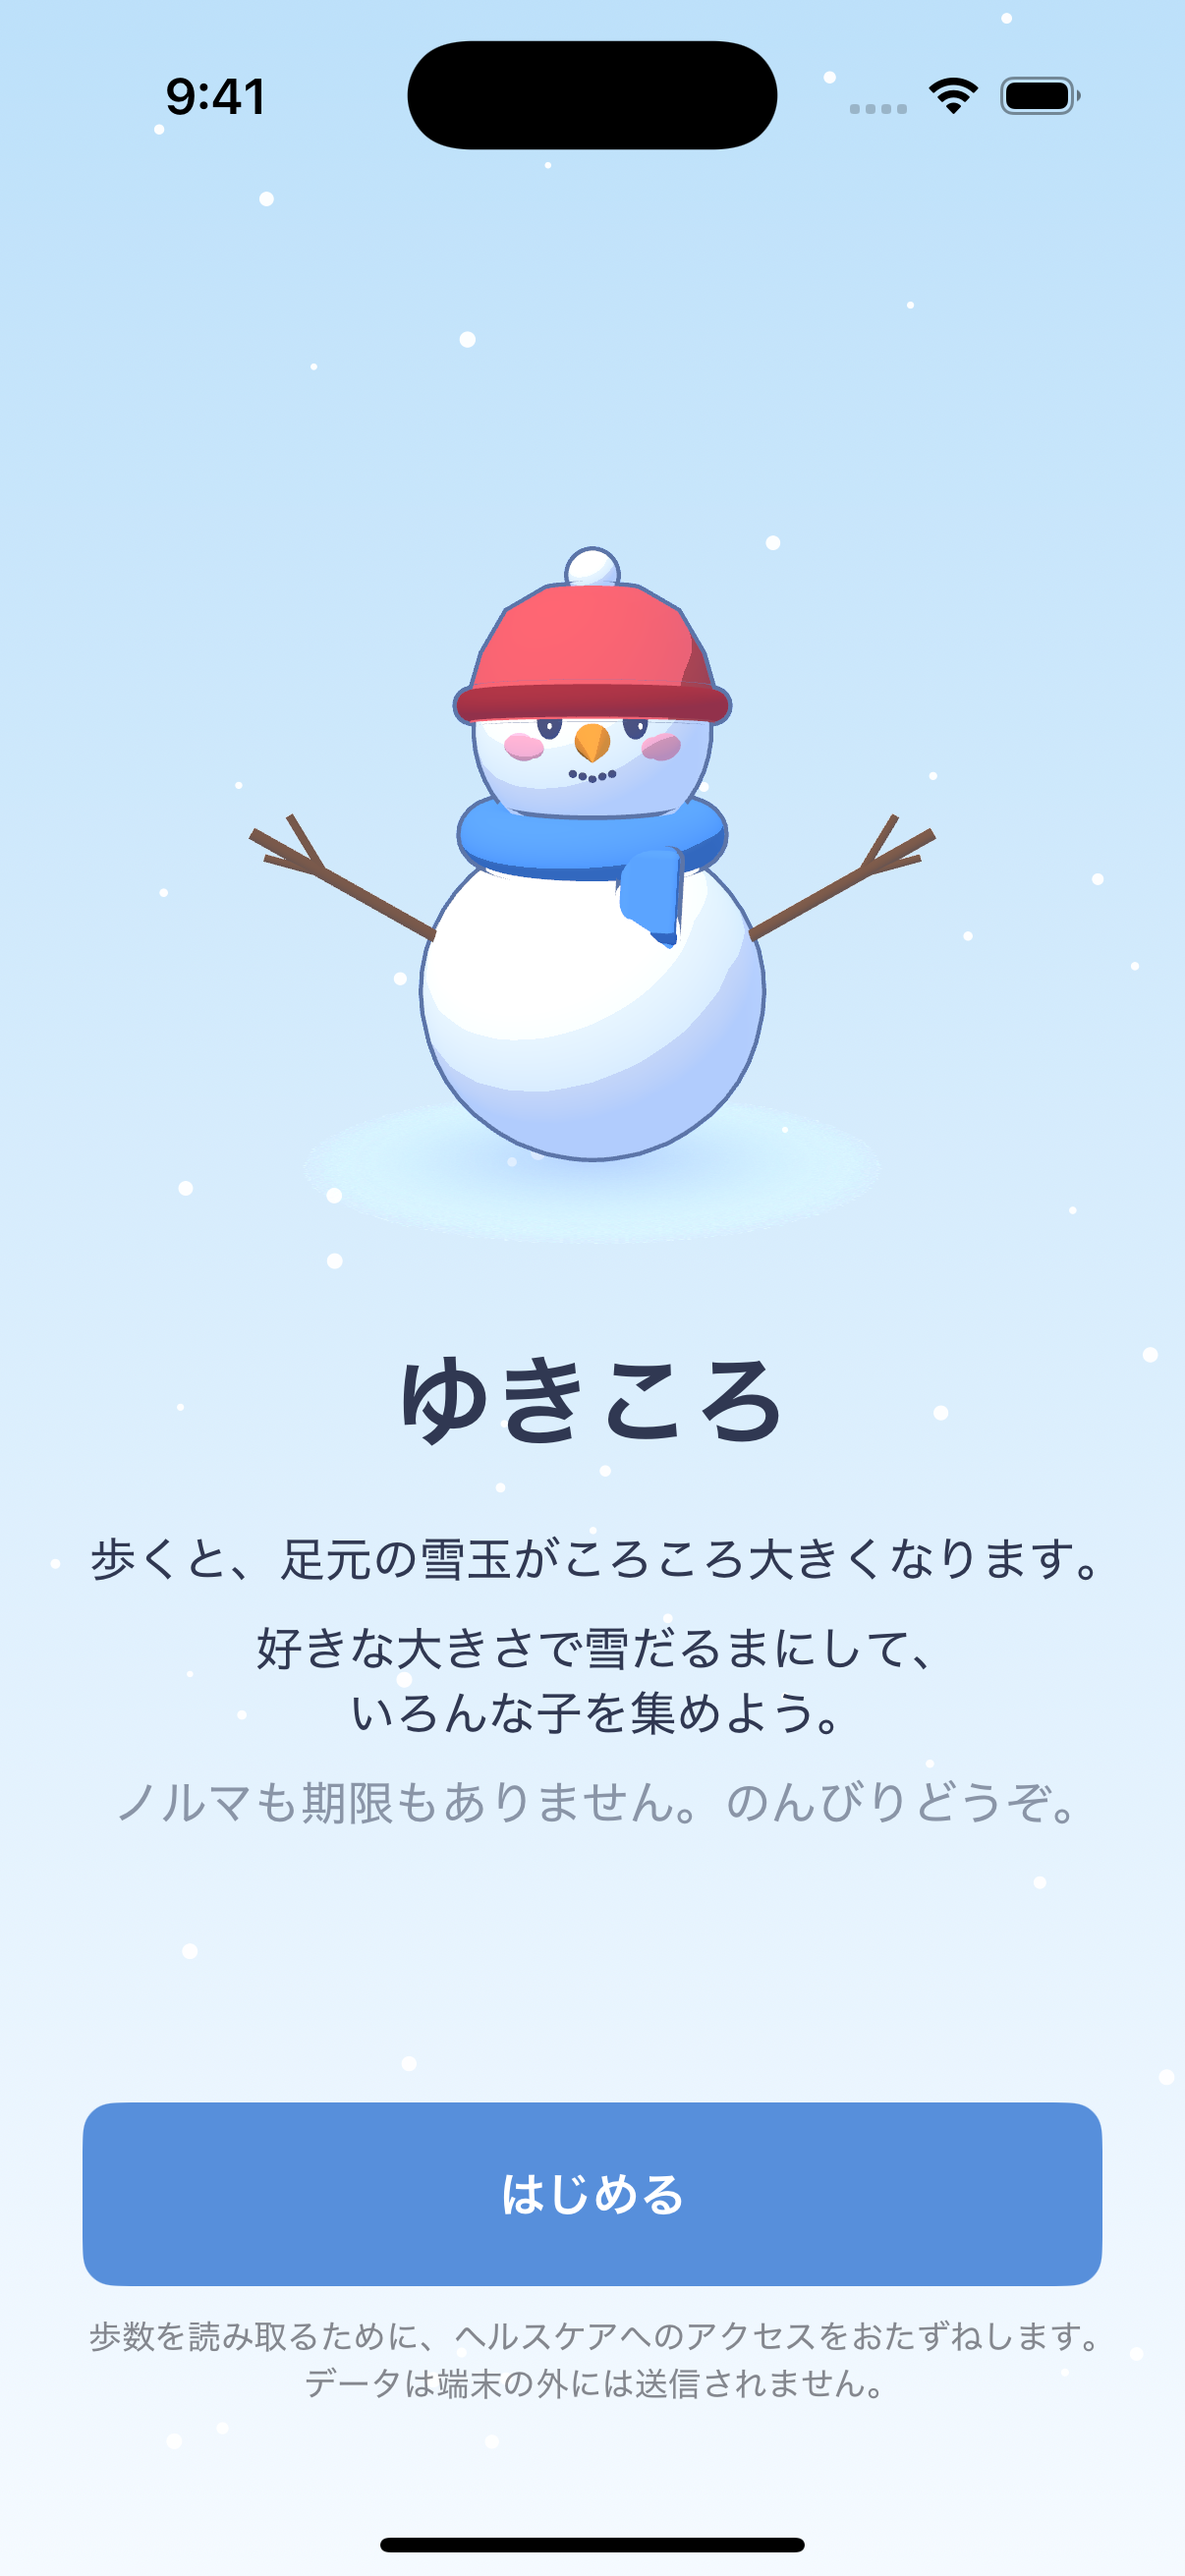 9:41
ゆきころ
歩くと、足元の雪玉がころころ大きくなります。
好きな大きさで雪だるまにして、
いろんな子を集めよう。
ノルマも期限もありません。のんびりどうぞ。
はじめる
歩数を読み取るために、ヘルスケアへのアクセスをおたずねします。
データは端末の外には送信されません。